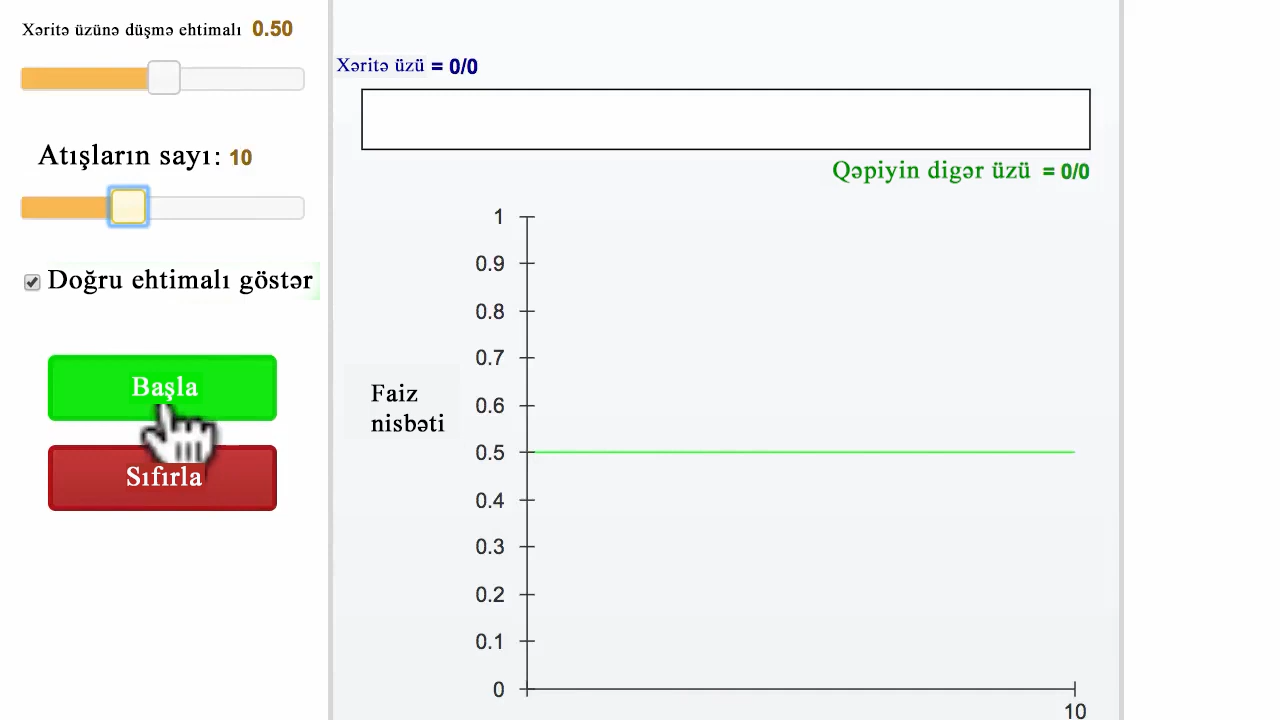 Xəritə üzünə düşmə ehtimalı 0.50
Atışların sayı: 10
Doğru ehtimalı göstər
Başla
Sıfırla
Xəritə üzü = 0/0
Qəpiyin digər üzü = 0/0
1
0.9
0.8
0.7
Faiz
nisbəti
0.6
0.5
0.4
0.3
0.2
0.1
0
10